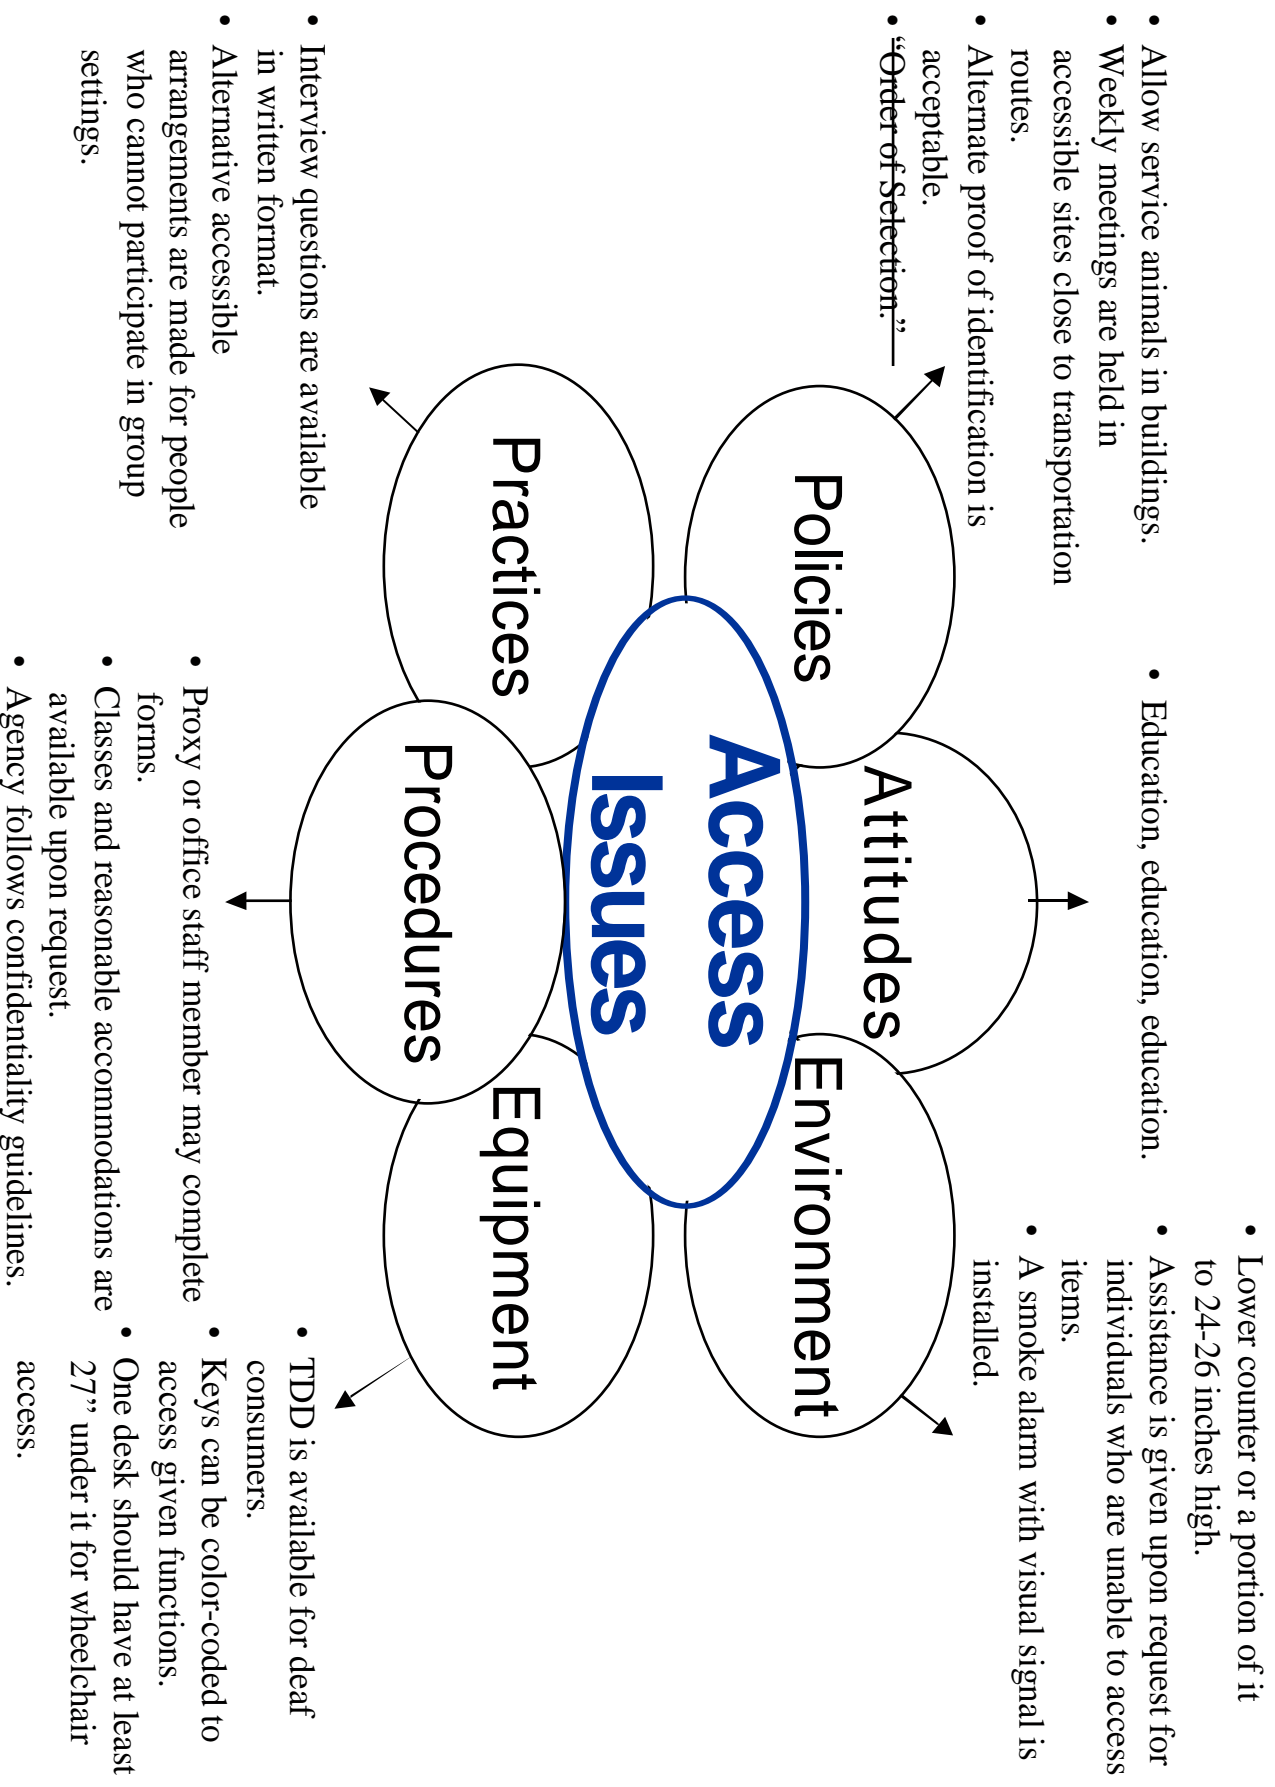 • Allow service animals in buildings.
• Weekly meetings are held in
accessible sites close to transportation
routes.
• Alternate proof of identification is
acceptable.
• “Order of Selection.”
• Education, education, education.
• Lower counter or a portion of it
to 24-26 inches high.
• Assistance is given upon request for
individuals who are unable to access
items.
• A smoke alarm with visual signal is
installed.
Attitudes
Policies
Environment
Access
Issues
Practices
Equipment
Procedures
• Interview questions are available
in written format.
• Alternative accessible
arrangements are made for people
who cannot participate in group
settings.
• Proxy or office staff member may complete
forms.
• Classes and reasonable accommodations are
available upon request.
• Agency follows confidentiality guidelines.
• TDD is available for deaf
consumers.
• Keys can be color-coded to
access given functions.
• One desk should have at least
27” under it for wheelchair
access.